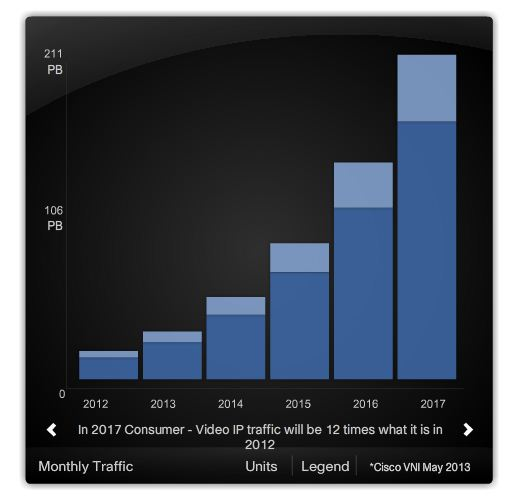 211
PB
106
PB
0
2012 2013 2014 2015 2016 2017
In 2017 Consumer - Video IP traffic will be 12 times what it is in
2012
Monthly Traffic Units Legend *Cisco VNI May 2013